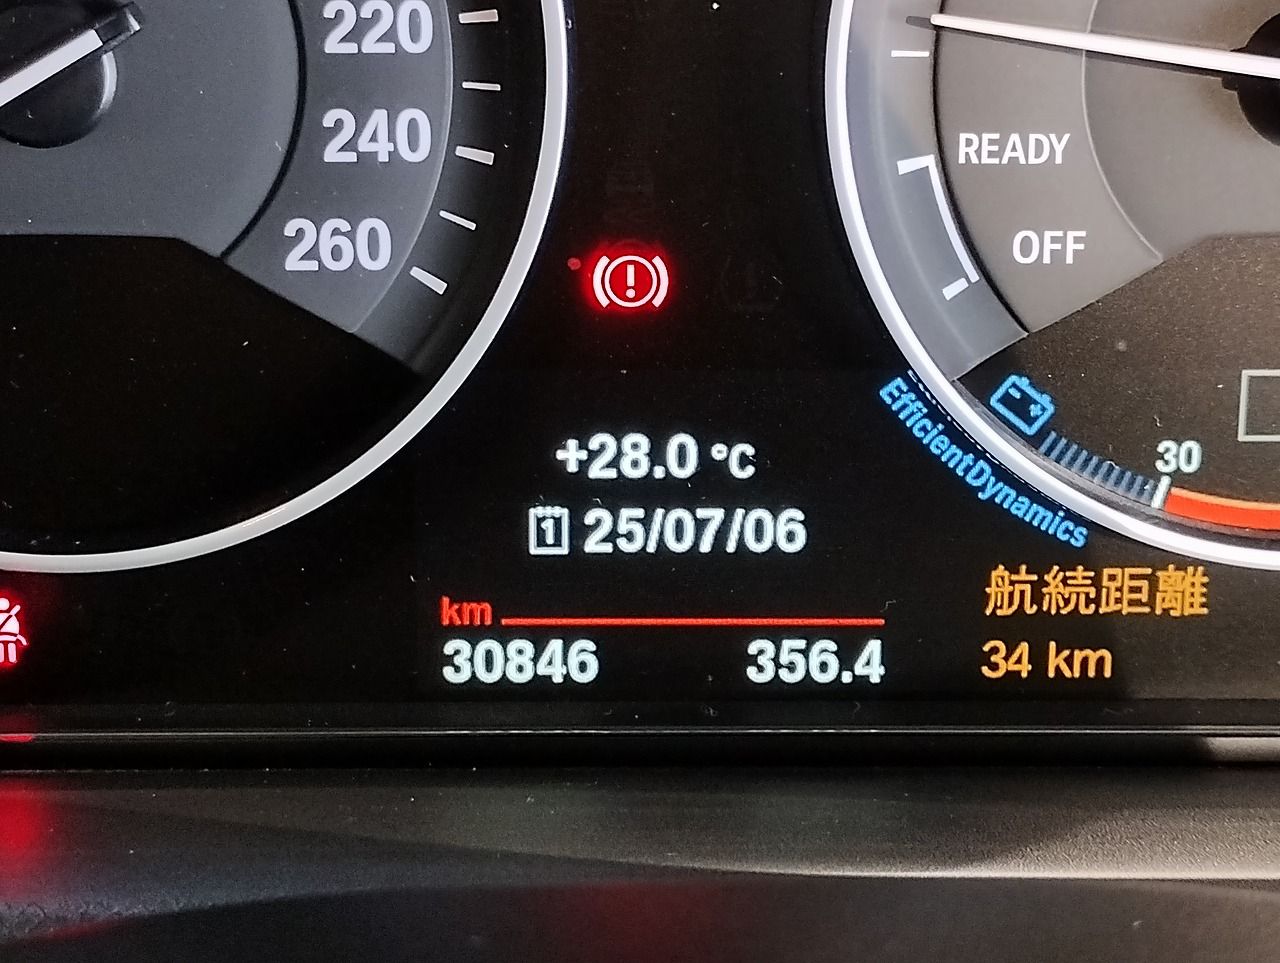 220
240
260
READY
OFF
EfficientDynamics
30
+28.0 °C
1 25/07/06
km
30846 356.4
航続距離
34 km